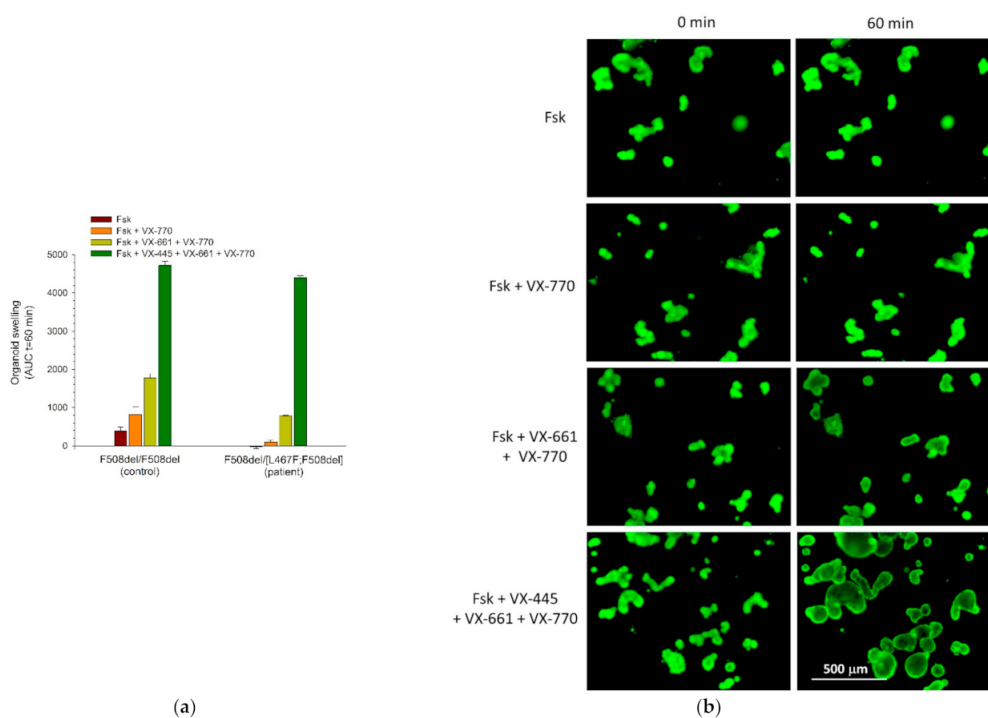 0 min
60 min
Fsk
Fsk + VX-770
Fsk + VX-661
+ VX-770
Fsk + VX-445
+ VX-661 + VX-770
500 µm
Fsk
Fsk + VX-770
Fsk + VX-661 + VX-770
Fsk + VX-445 + VX-661 + VX-770
Organoid swelling
(AUC t=60 min)
5000
4000
3000
2000
1000
0
F508del/F508del
(control)
F508del/[L467F;F508del]
(patient)
(a)
(b)